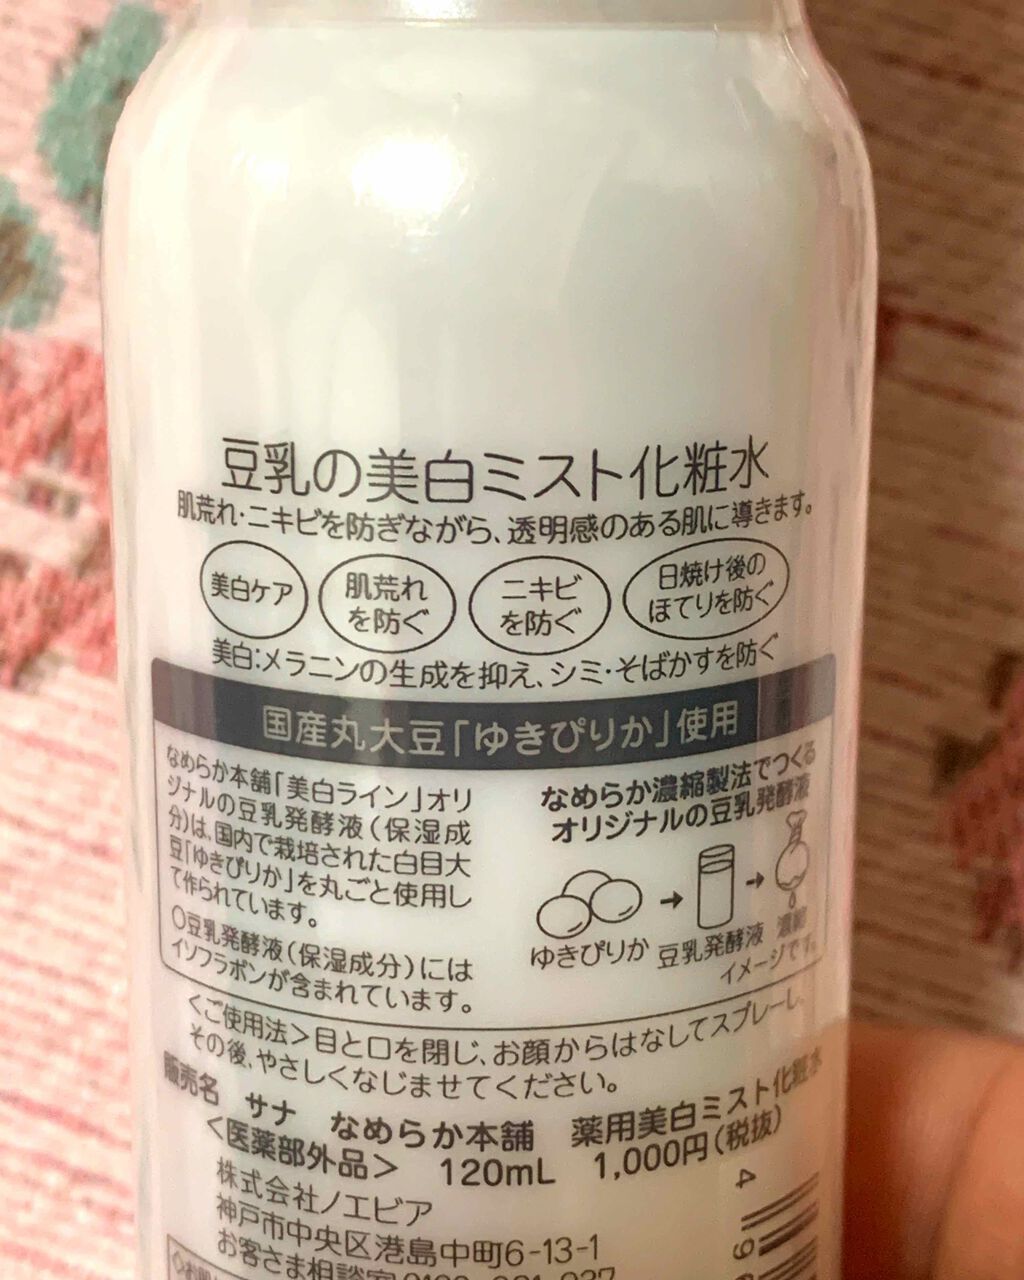 豆乳の美白ミスト化粧水
肌荒れ・ニキビを防ぎながら、透明感のある肌に導きます。
美白ケア
肌荒れ
を防ぐ
ニキビ
を防ぐ
日焼け後の
ほてりを防ぐ
美白:メラニンの生成を抑え、シミ・そばかすを防ぐ
国産丸大豆「ゆきぴりか」使用
なめらか本舗「美白ライン」オリ
ジナルの豆乳発酵液(保湿成
分)は、国内で栽培された白目大
豆「ゆきぴりか」を丸ごと使用し
て作られています。
○豆乳発酵液(保湿成分)には
イソフラボンが含まれています。
なめらか濃縮製法でつくる
オリジナルの豆乳発酵液
ゆきぴりか
豆乳発酵液
濃縮
イメージです。
<ご使用法>目と口を閉じ、お顔からはなしてスプレーし、
その後、やさしくなじませてください。
販売名 サナ なめらか本舗 薬用美白ミスト化粧水
<医薬部外品> 120mL 1,000円(税抜)
株式会社ノエビア
神戸市中央区港島中町6-13-1
お客さま相談室
4 9